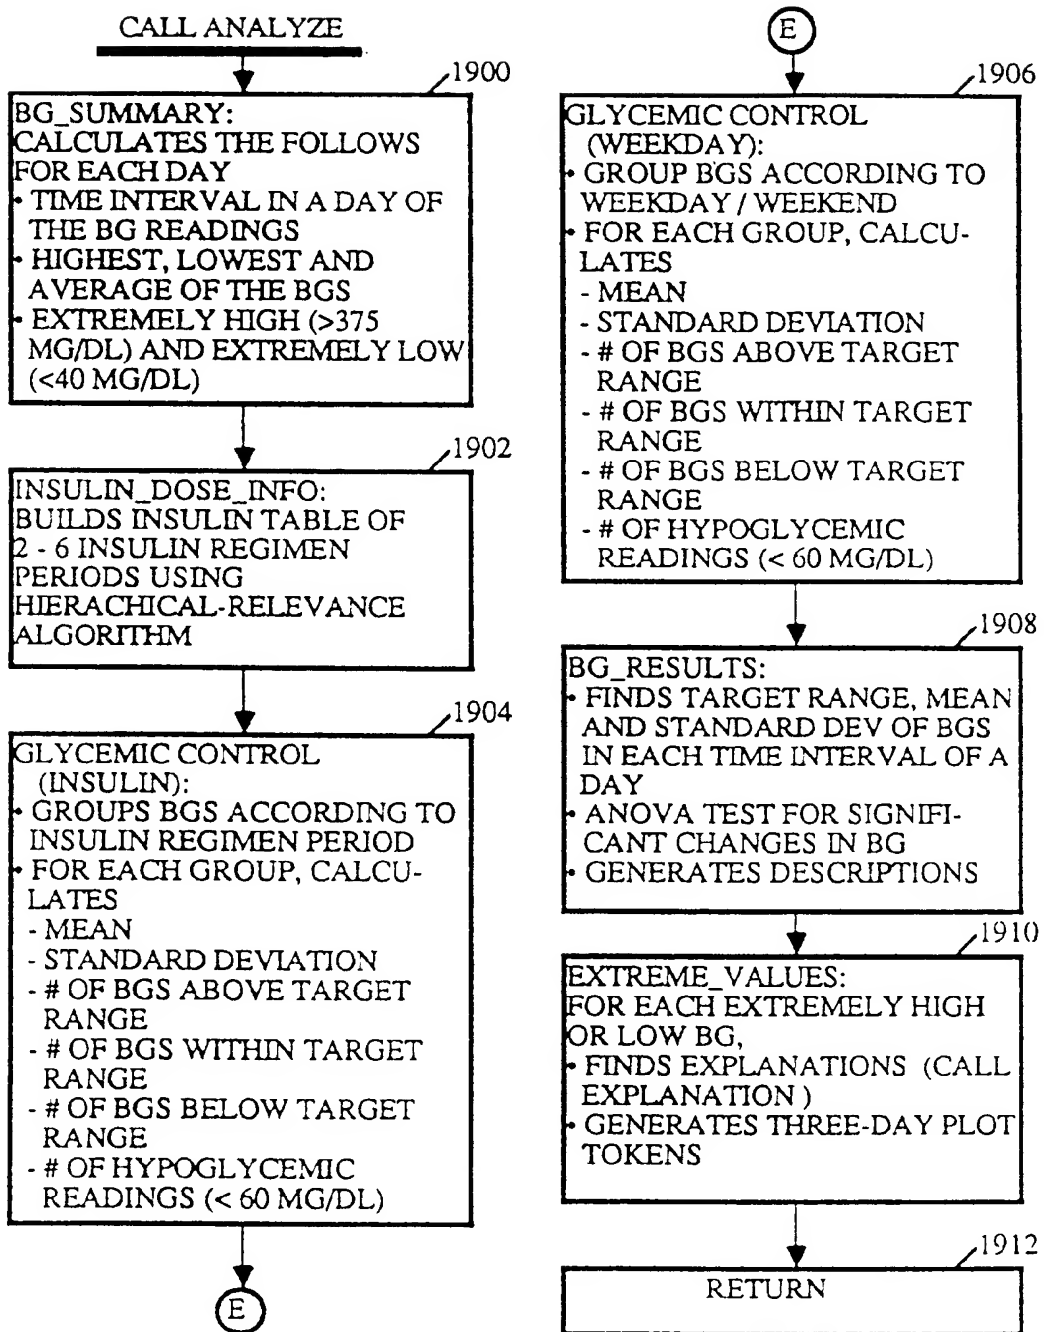 CALL ANALYZE
1900
BG_SUMMARY:
CALCULATES THE FOLLOWS
FOR EACH DAY
• TIME INTERVAL IN A DAY OF
THE BG READINGS
• HIGHEST, LOWEST AND
AVERAGE OF THE BGS
• EXTREMELY HIGH (>375
MG/DL) AND EXTREMELY LOW
(<40 MG/DL)
1902
INSULIN_DOSE_INFO:
BUILDS INSULIN TABLE OF
2 - 6 INSULIN REGIMEN
PERIODS USING
HIERACHICAL-RELEVANCE
ALGORITHM
1904
GLYCEMIC CONTROL
(INSULIN):
• GROUPS BGS ACCORDING TO
INSULIN REGIMEN PERIOD
• FOR EACH GROUP, CALCU-
LATES
- MEAN
- STANDARD DEVIATION
- # OF BGS ABOVE TARGET
RANGE
- # OF BGS WITHIN TARGET
RANGE
- # OF BGS BELOW TARGET
RANGE
- # OF HYPOGLYCEMIC
READINGS (< 60 MG/DL)
E
E
1906
GLYCEMIC CONTROL
(WEEKDAY):
• GROUP BGS ACCORDING TO
WEEKDAY / WEEKEND
• FOR EACH GROUP, CALCU-
LATES
- MEAN
- STANDARD DEVIATION
- # OF BGS ABOVE TARGET
RANGE
- # OF BGS WITHIN TARGET
RANGE
- # OF BGS BELOW TARGET
RANGE
- # OF HYPOGLYCEMIC
READINGS (< 60 MG/DL)
1908
BG_RESULTS:
• FINDS TARGET RANGE, MEAN
AND STANDARD DEV OF BGS
IN EACH TIME INTERVAL OF A
DAY
• ANOVA TEST FOR SIGNIFI-
CANT CHANGES IN BG
• GENERATES DESCRIPTIONS
1910
EXTREME_VALUES:
FOR EACH EXTREMELY HIGH
OR LOW BG,
• FINDS EXPLANATIONS (CALL
EXPLANATION )
• GENERATES THREE-DAY PLOT
TOKENS
1912
RETURN